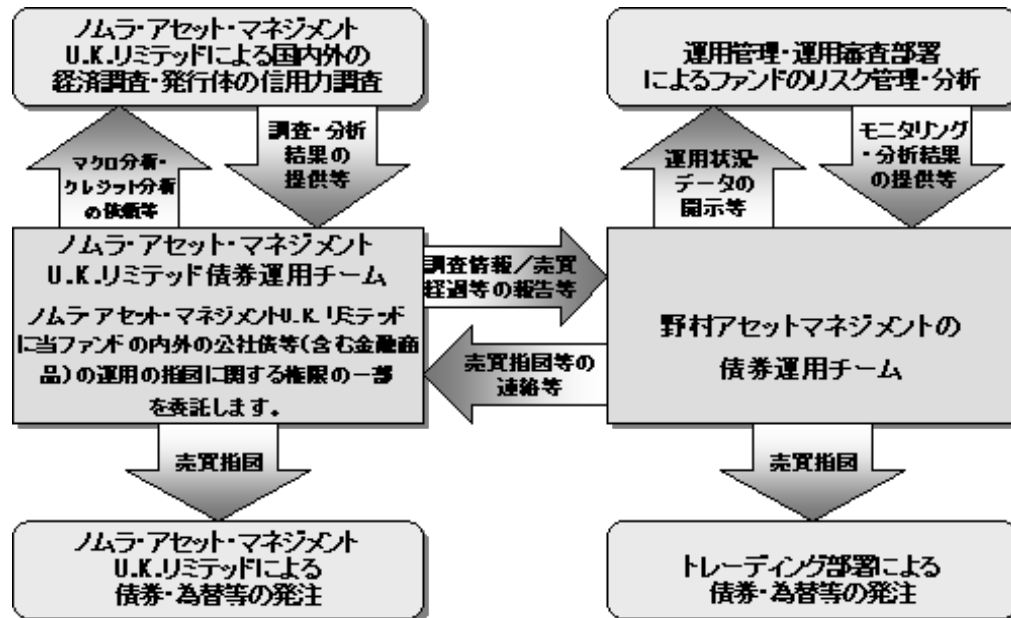 ノムラ・アセット・マネジメント
U.K.リミテッドによる国内外の
経済調査・発行体の信用力調査
運用管理・運用審査部署
によるファンドのリスク管理・分析
マクロ分析・
クレジット分析
の依頼等
調査・分析
結果の
提供等
運用状況・
データの
開示等
モニタリング
・分析結果
の提供等
ノムラ・アセット・マネジメント
U.K.リミテッド債券運用チーム
ノムラ・アセット・マネジメントU.K.リミテッド
に当ファンドの内外の公社債等(含む金融商
品)の運用の指図に関する権限の一部
を委託します。
調査情報/売買
経過等の報告等
売買指図等の
連絡等
野村アセットマネジメントの
債券運用チーム
売買指図
売買指図
ノムラ・アセット・マネジメント
U.K.リミテッドによる
債券・為替等の発注
トレーディング部署による
債券・為替等の発注